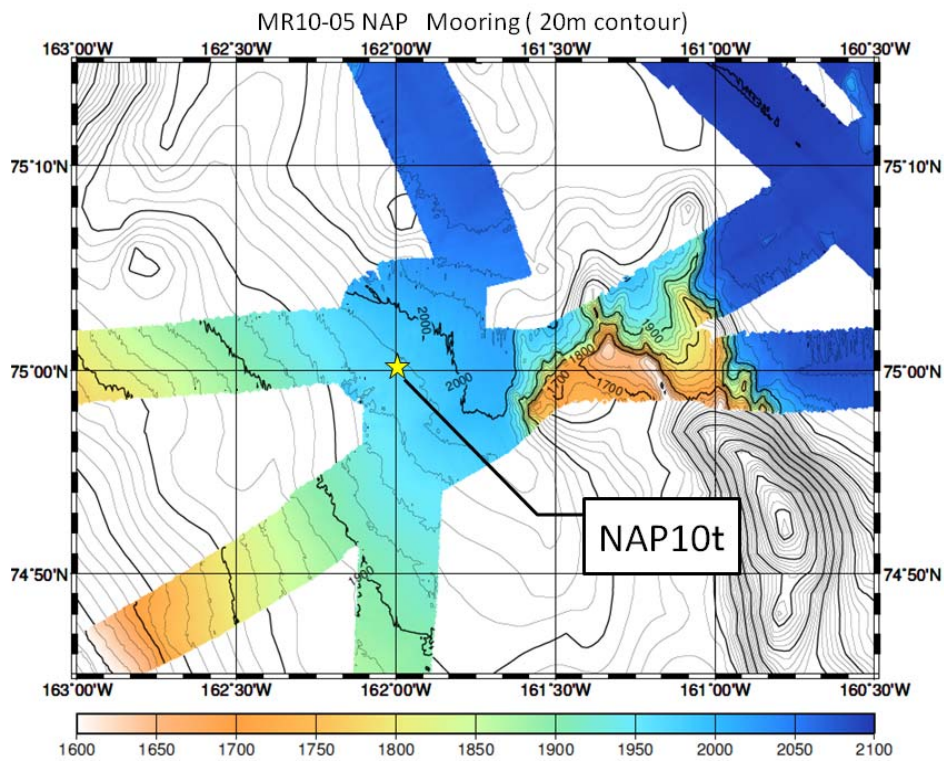 MR10-05 NAP Mooring ( 20m contour)
163°00'W 162°30'W 162°00'W 161°30'W 161°00'W 160°30'W
75°10'N 75°10'N
2000
1900
1800
75°00'N 75°00'N
2000
1700
1700
NAP10t
74°50'N 74°50'N
1900
163°00'W 162°30'W 162°00'W 161°30'W 161°00'W 160°30'W
1600 1650 1700 1750 1800 1850 1900 1950 2000 2050 2100